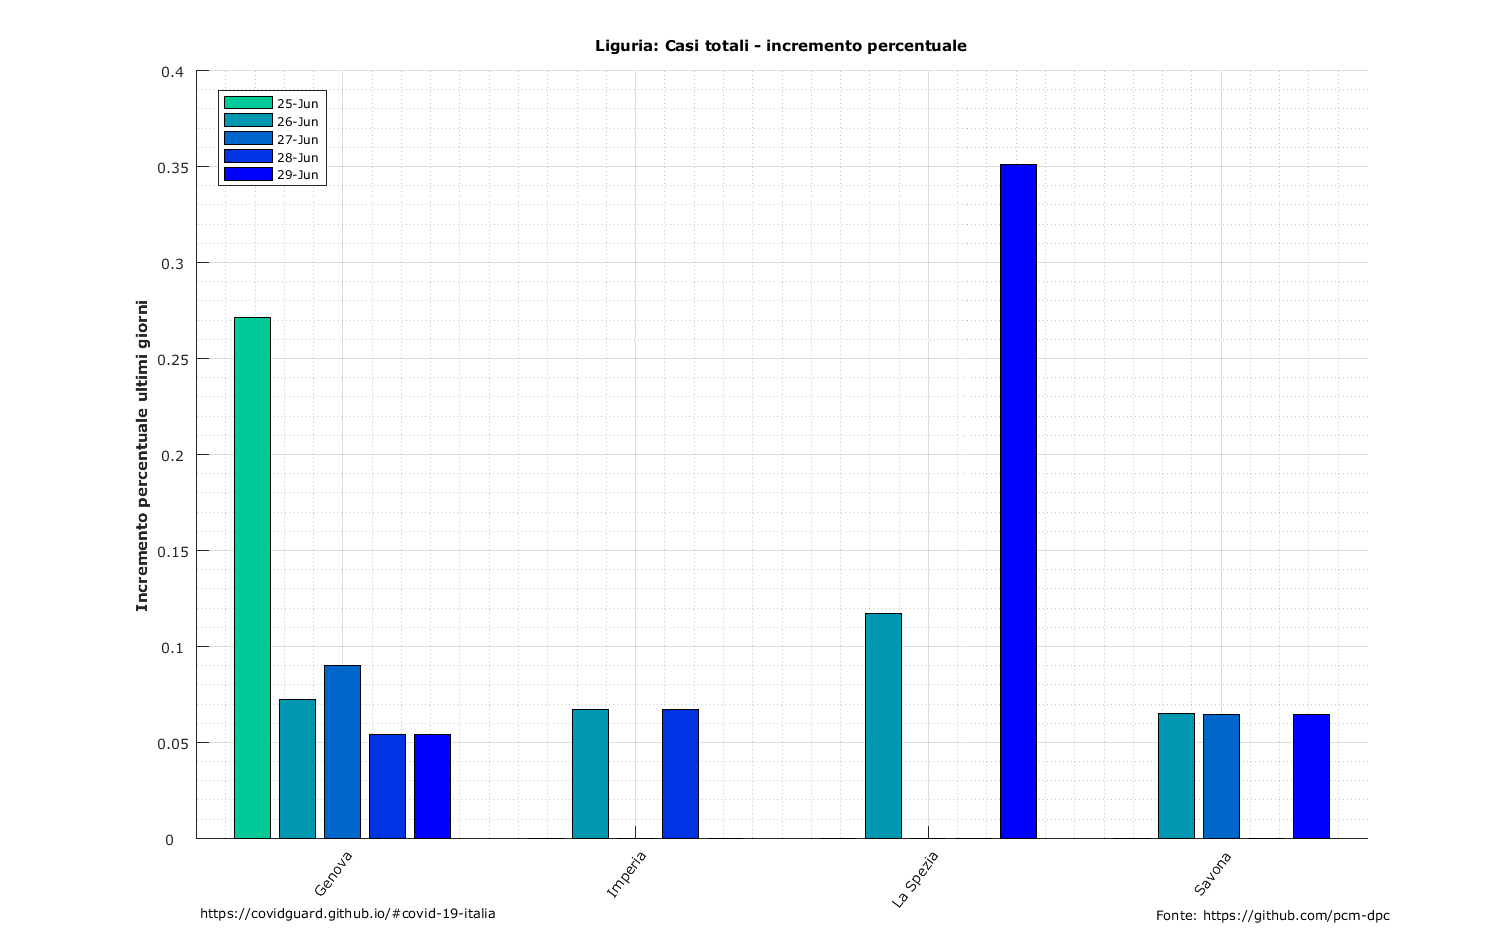 Liguria: Casi totali - incremento percentuale
0.4
0.35
0.3
0.25
0.2
0.15
0.1
0.05
0
Incremento percentuale ultimi giorni
25-Jun
26-Jun
27-Jun
28-Jun
29-Jun
Genova
Imperia
La Spezia
Savona
https://covidguard.github.io/#covid-19-italia
Fonte: https://github.com/pcm-dpc